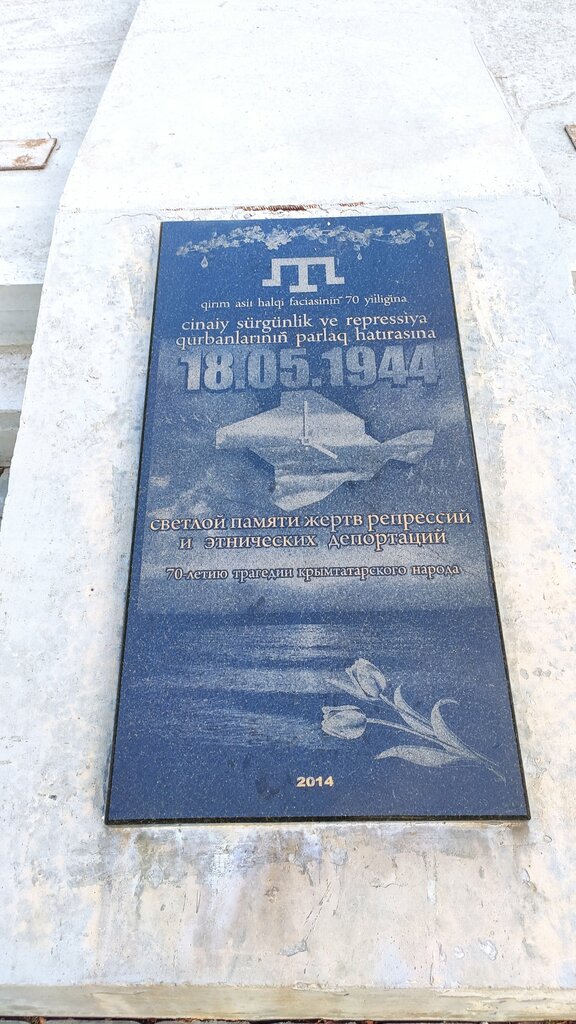 qırım asıl halqı faciasınıñ 70 yıllıgına
cinaiy sürgünlik ve repressiya
qurbanlarınıñ parlaq hatırasına
18.05.1944
светлой памяти жертв репрессий
и этнических депортаций
70-летию трагедии крымтатарского народа
2014